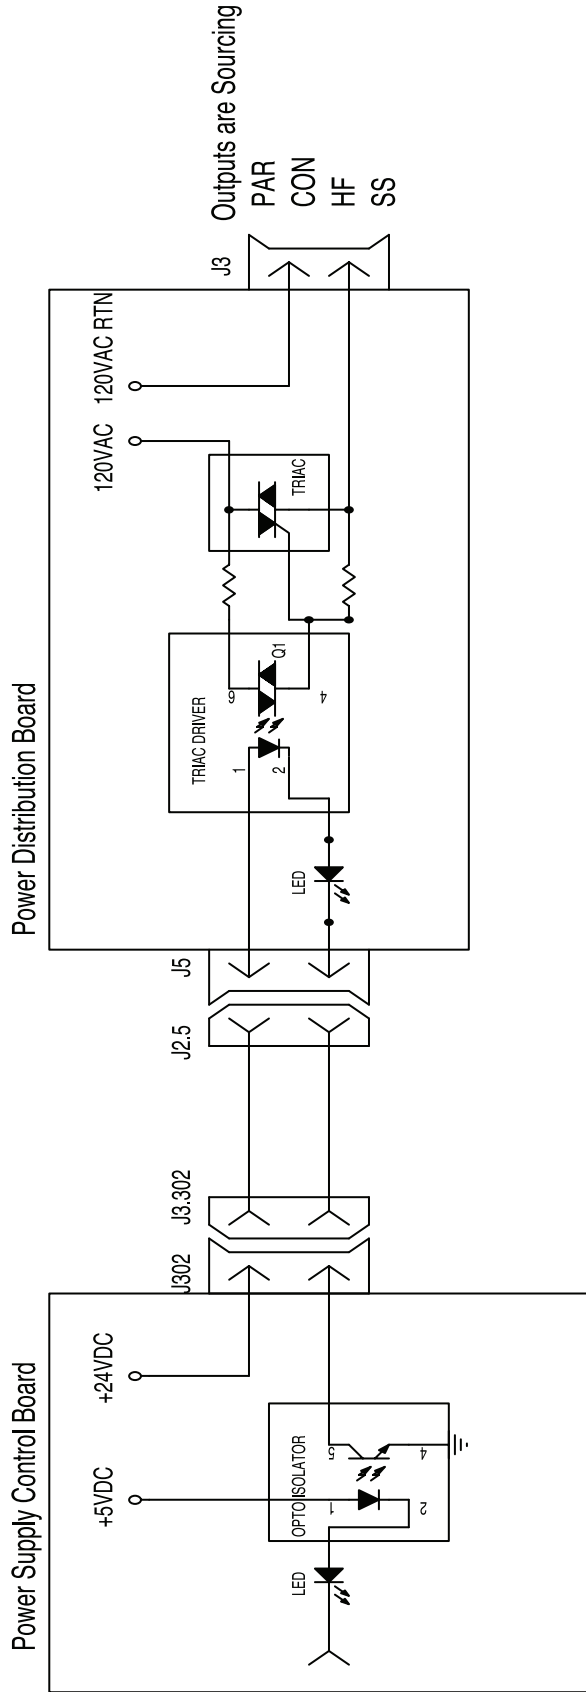 Power Supply Control Board
+5VDC
+24VDC
OPTO ISOLATOR
LED
1
2
5
4
J302
J3.302
J2.5
J5
Power Distribution Board
LED
TRIAC DRIVER
1
2
6
4
Q1
TRIAC
120VAC
120VAC RTN
J3
Outputs are Sourcing
PAR
CON
HF
SS